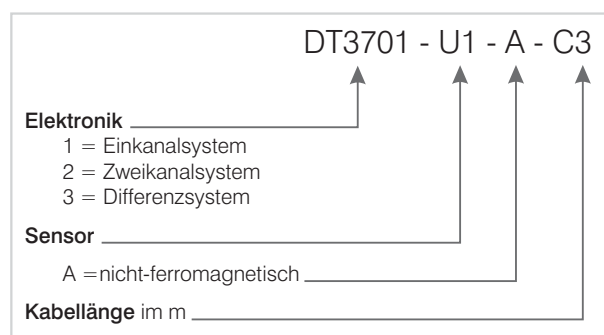 DT3701 - U1 - A - C3
Elektronik
1 = Einkanalsystem
2 = Zweikanalsystem
3 = Differenzsystem
Sensor
A =nicht-ferromagnetisch
Kabellänge im m